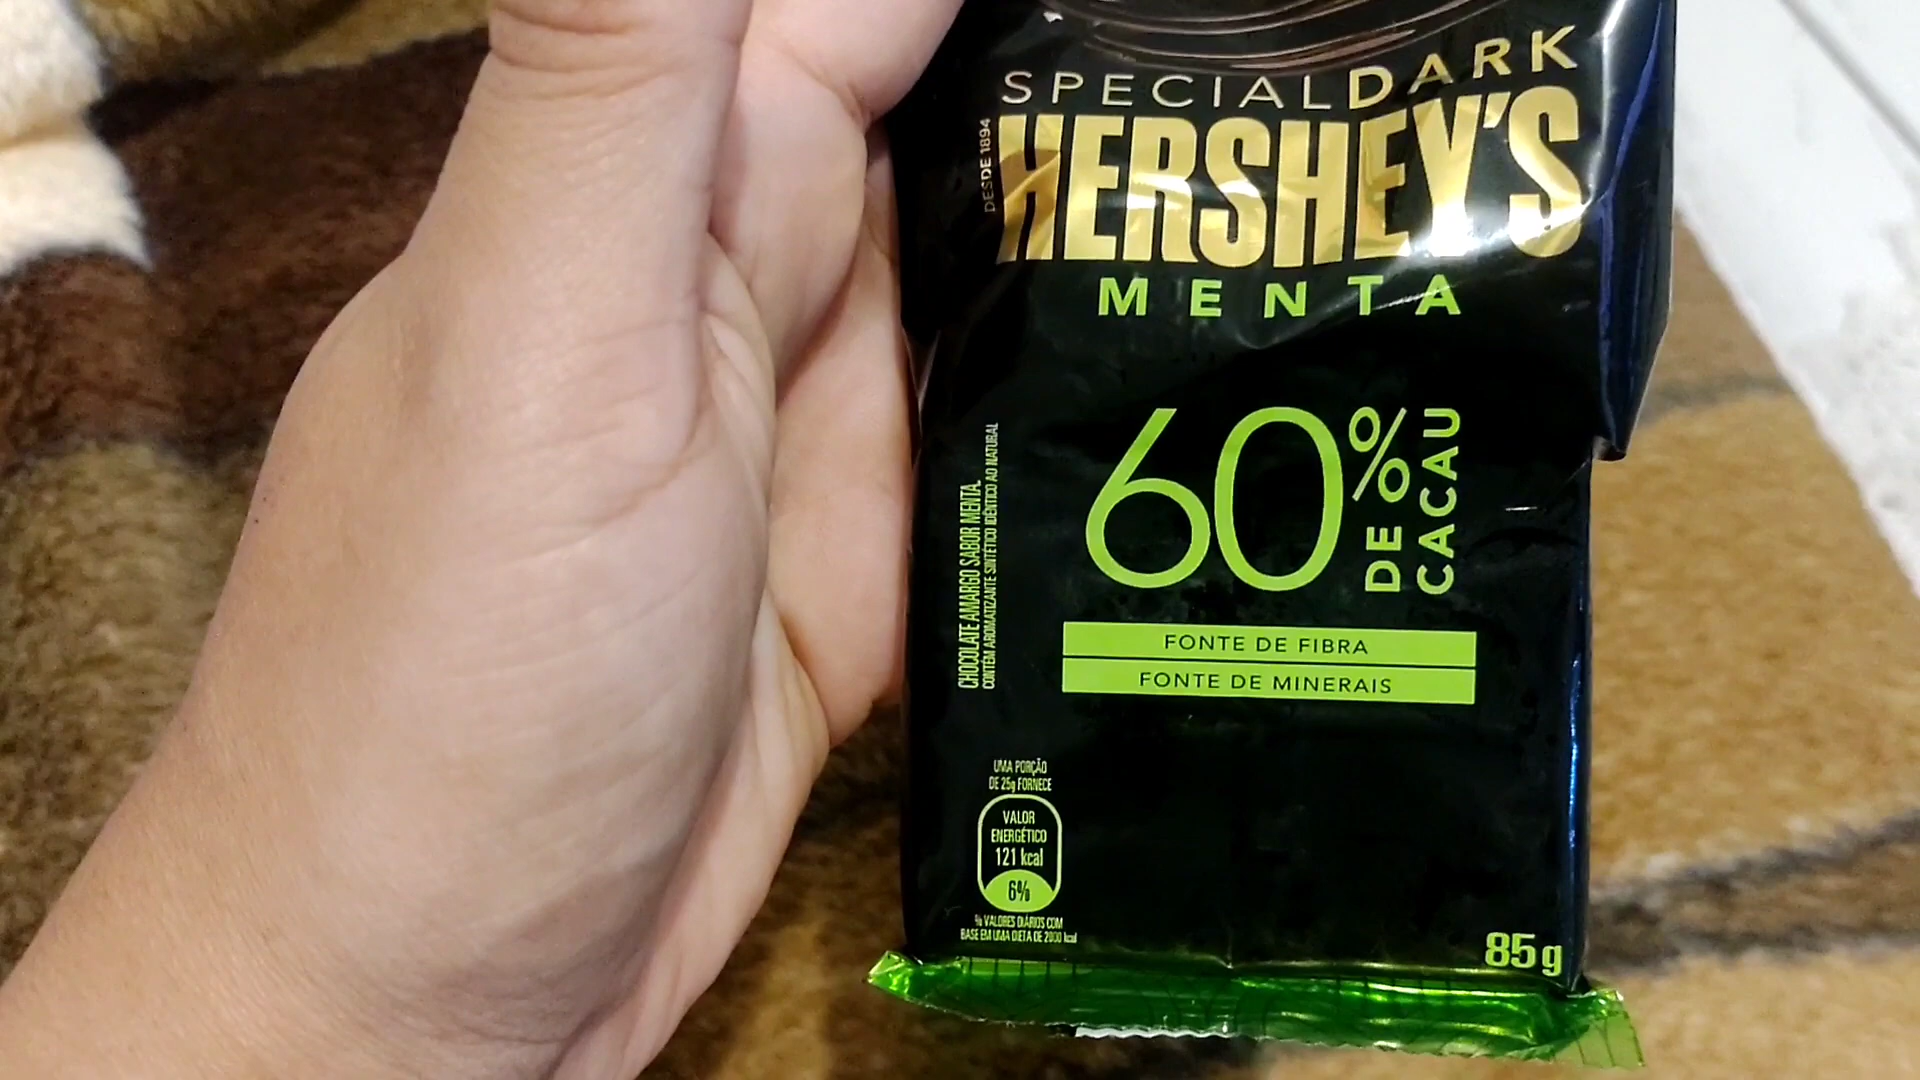 SPECIALDARK
DESDE 1894
HERSHEY'S
MENTA
60%
DE CACAU
CHOCOLATE AMARGO SABOR MENTA.
CONTÉM AROMATIZANTE SINTÉTICO IDÊNTICO AO NATURAL
FONTE DE FIBRA
FONTE DE MINERAIS
UMA PORÇÃO
DE 25g FORNECE
VALOR
ENERGÉTICO
121 kcal
6%
% VALORES DIÁRIOS COM
BASE EM UMA DIETA DE 2000 kcal
85g